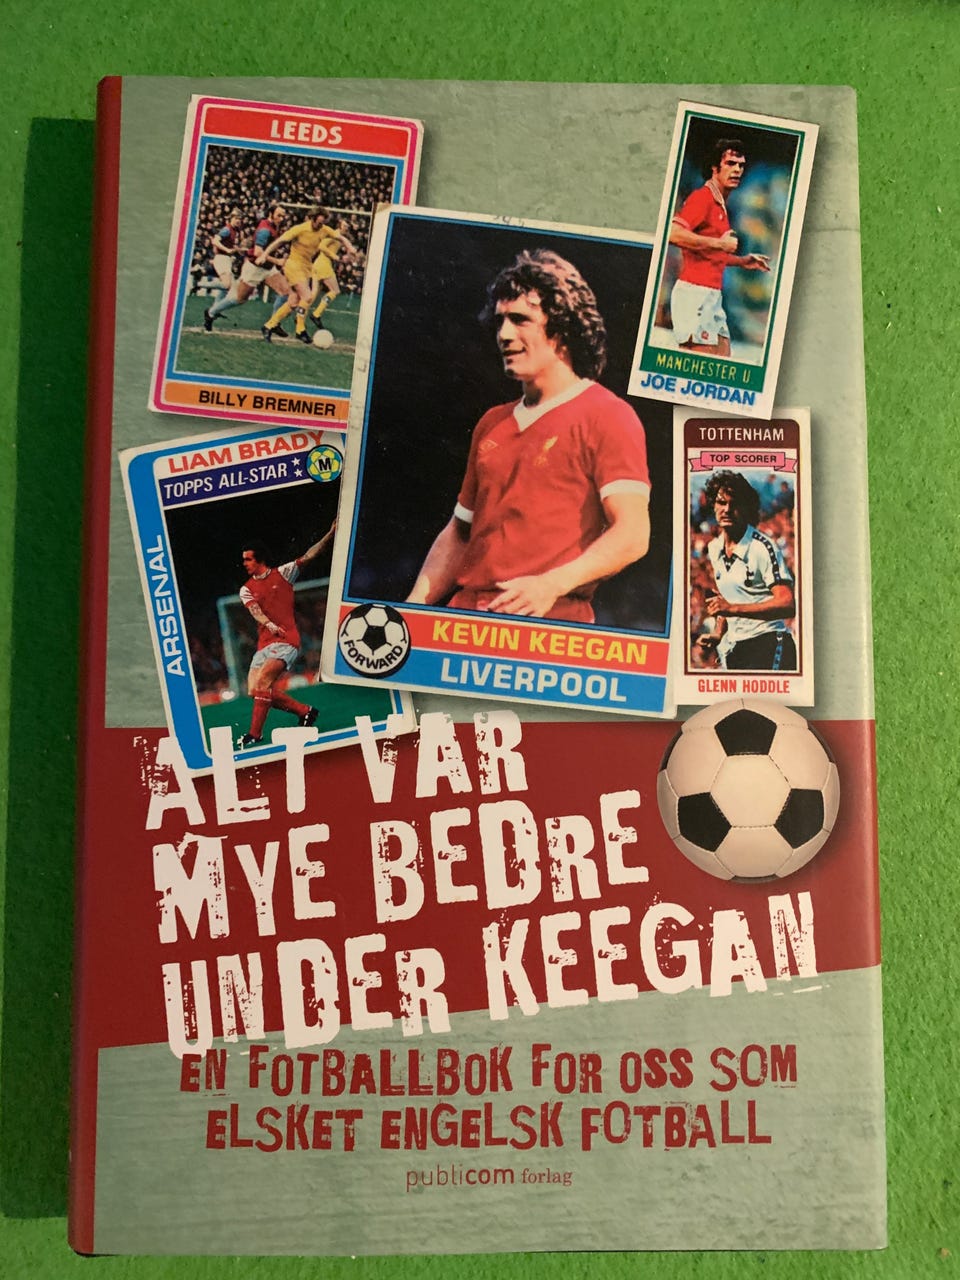 LEEDS
BILLY BREMNER
MANCHESTER U
JOE JORDAN
LIAM BRADY
TOPPS ALL-STAR
M
ARSENAL
FORWARD
KEVIN KEEGAN
LIVERPOOL
TOTTENHAM
TOP SCORER
GLENN HODDLE
ALT VAR
MYE BEDRE
UNDER KEEGAN
EN FOTBALLBOK FOR OSS SOM
ELSKET ENGELSK FOTBALL
publicom forlag